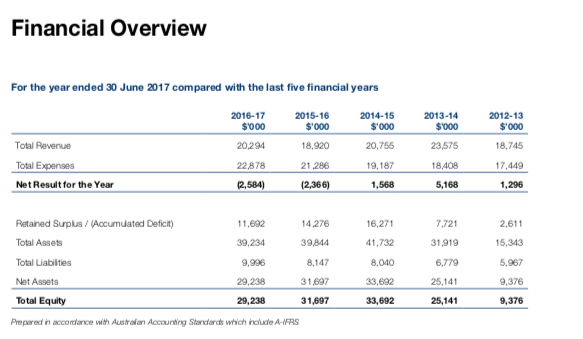 Financial Overview
For the year ended 30 June 2017 compared with the last five financial years
2016-17 2015-16 2014-15 2013-14 2012-13
$'000 $'000 $'000 $'000 $'000
Total Revenue 20,294 18,920 20,755 23,575 18,745
Total Expenses 22,878 21,286 19,187 18,408 17,449
Net Result for the Year (2,584) (2,366) 1,568 5,168 1,296
Retained Surplus / (Accumulated Deficit) 11,692 14,276 16,271 7,721 2,611
Total Assets 39,234 39,844 41,732 31,919 15,343
Total Liabilities 9,996 8,147 8,040 6,779 5,967
Net Assets 29,238 31,697 33,692 25,141 9,376
Total Equity 29,238 31,697 33,692 25,141 9,376
Prepared in accordance with Australian Accounting Standards which include A-IFRS